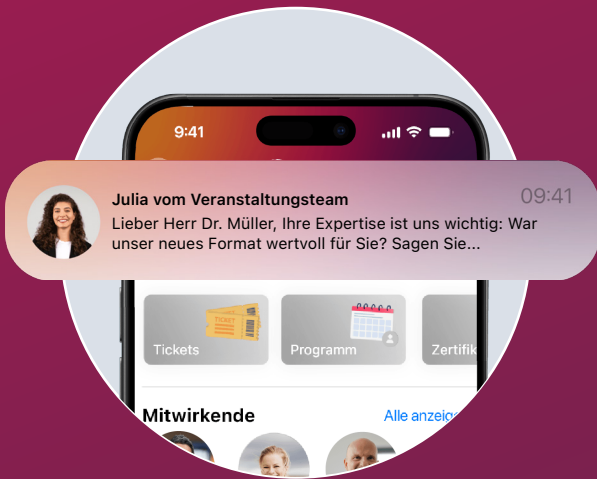 9:41
Julia vom Veranstaltungsteam
09:41
Lieber Herr Dr. Müller, Ihre Expertise ist uns wichtig: War
unser neues Format wertvoll für Sie? Sagen Sie...
TICKET
Tickets
Programm
Zertifik
Mitwirkende
Alle anzeig